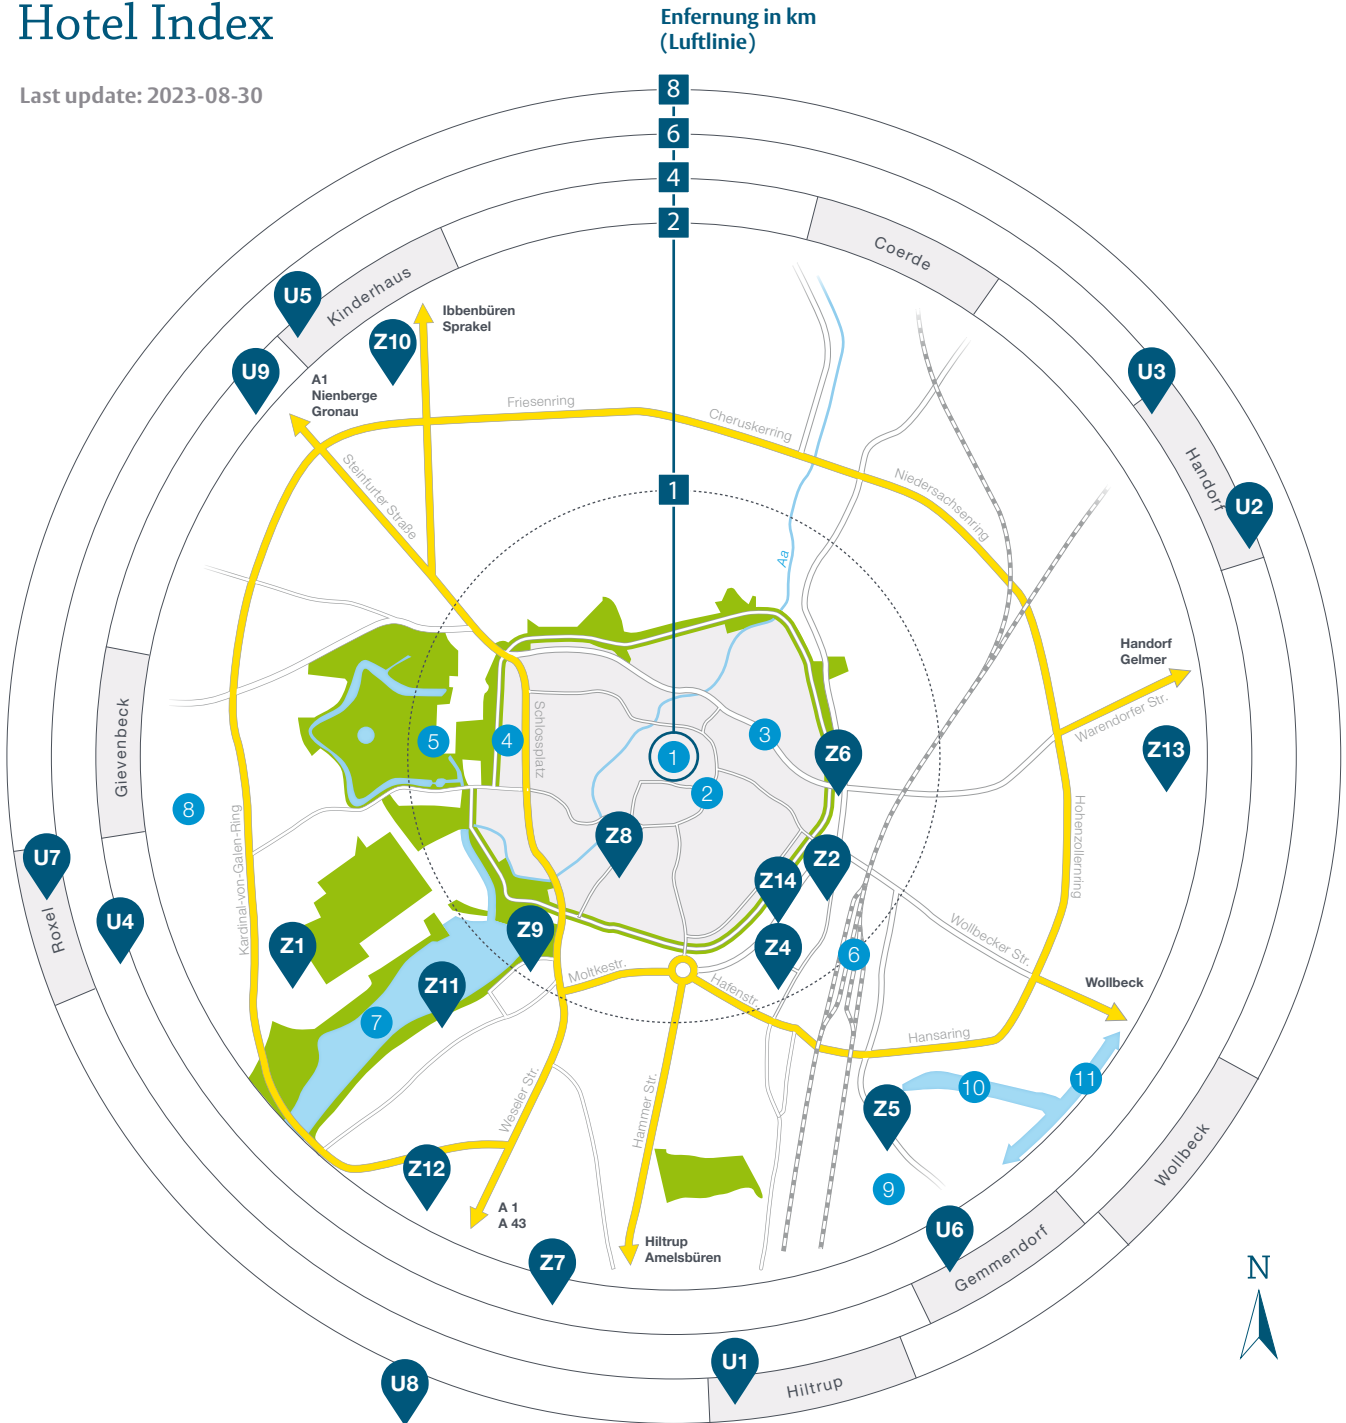 Hotel Index
Last update: 2023-08-30
Enfernung in km
(Luftlinie)
8
6
4
2
1
Coerde
Kinderhaus
U5
U9
Z10
Ibbenbüren
Sprakel
A1
Nienberge
Gronau
Friesenring
Cheruskerring
Steinfurter Straße
Niedersachsenring
U3
Handorf
U2
Aa
Handorf
Gelmer
Warendorfer Str.
Z13
Gievenbeck
Schlossplatz
5
4
1
3
2
Z6
8
Kardinal-von-Galen-Ring
Hohenzollernring
Z8
Z2
Z14
U7
Roxel
U4
Z1
Z9
Z4
6
Wollbecker Str.
Z11
7
Moltkestr.
Hafenstr.
Wollbeck
Hansaring
10
11
Z5
Weseler Str.
Hammer Str.
Z12
9
Wollbeck
A 1
A 43
Hiltrup
Amelsbüren
U6
Gemmendorf
Z7
N
U1
Hiltrup
U8